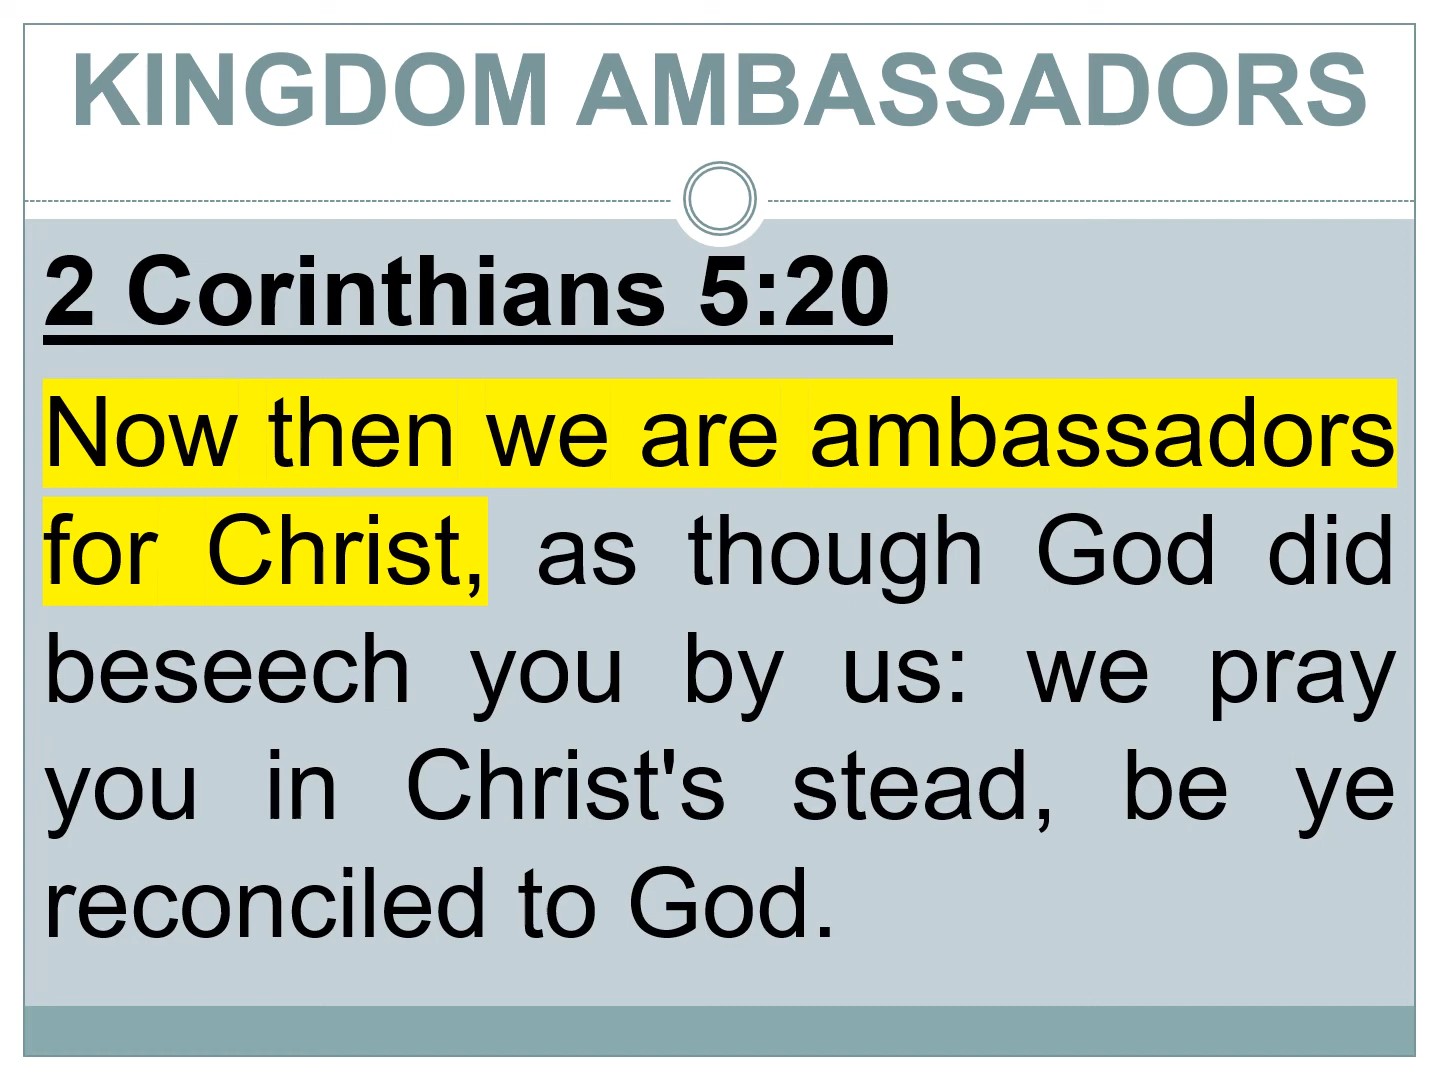 KINGDOM AMBASSADORS
2 Corinthians 5:20
Now then we are ambassadors
for Christ, as though God did
beseech you by us: we pray
you in Christ's stead, be ye
reconciled to God.